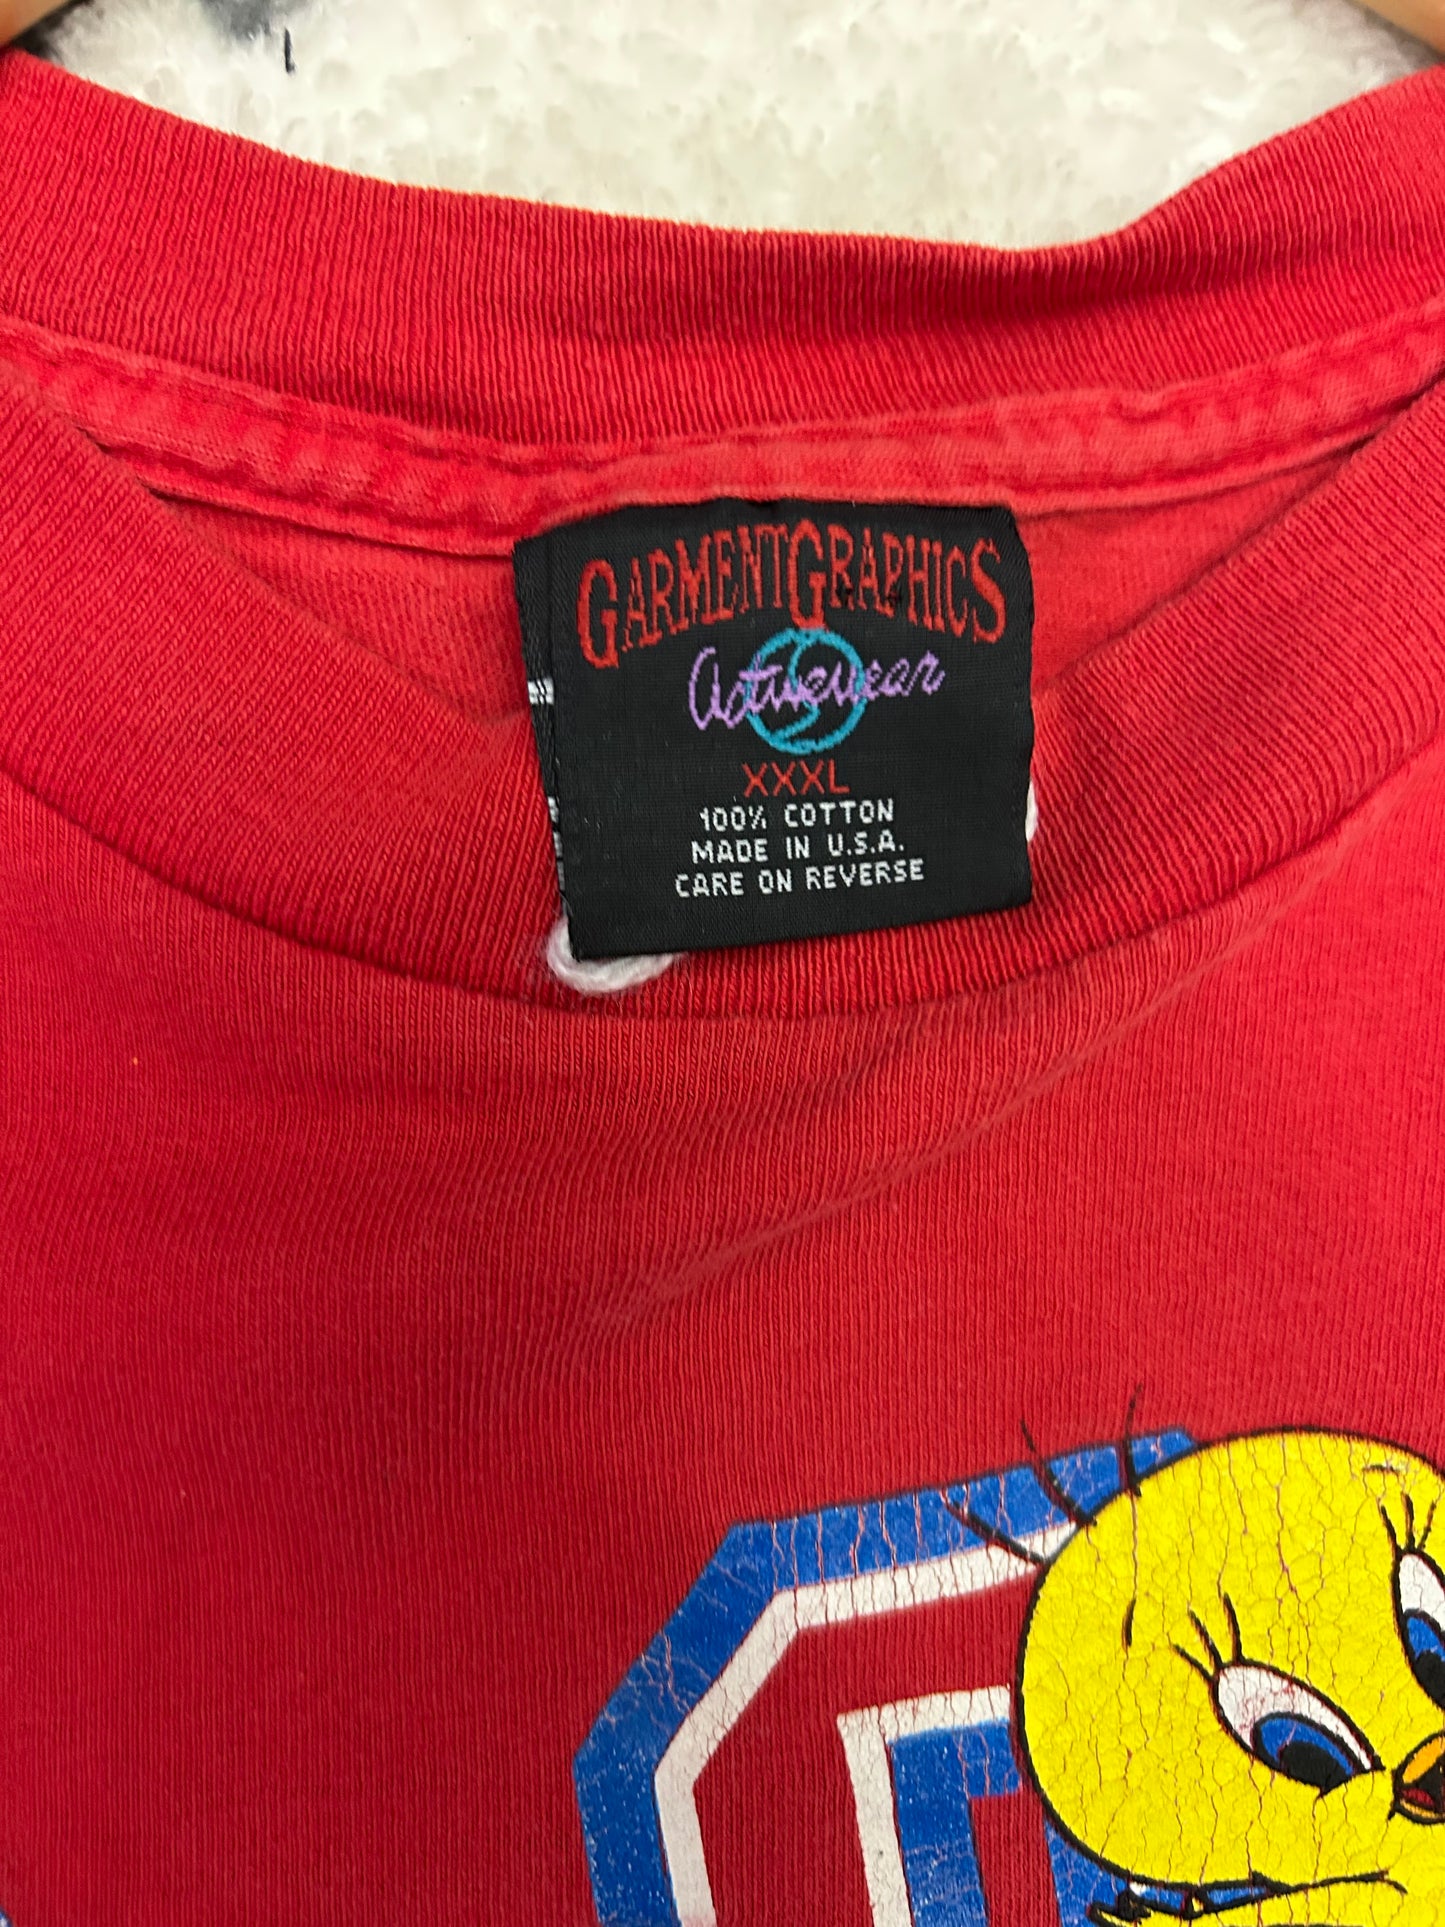 GARMENTGRAPHICS
Activewear
XXXL
100% COTTON
MADE IN U.S.A.
CARE ON REVERSE